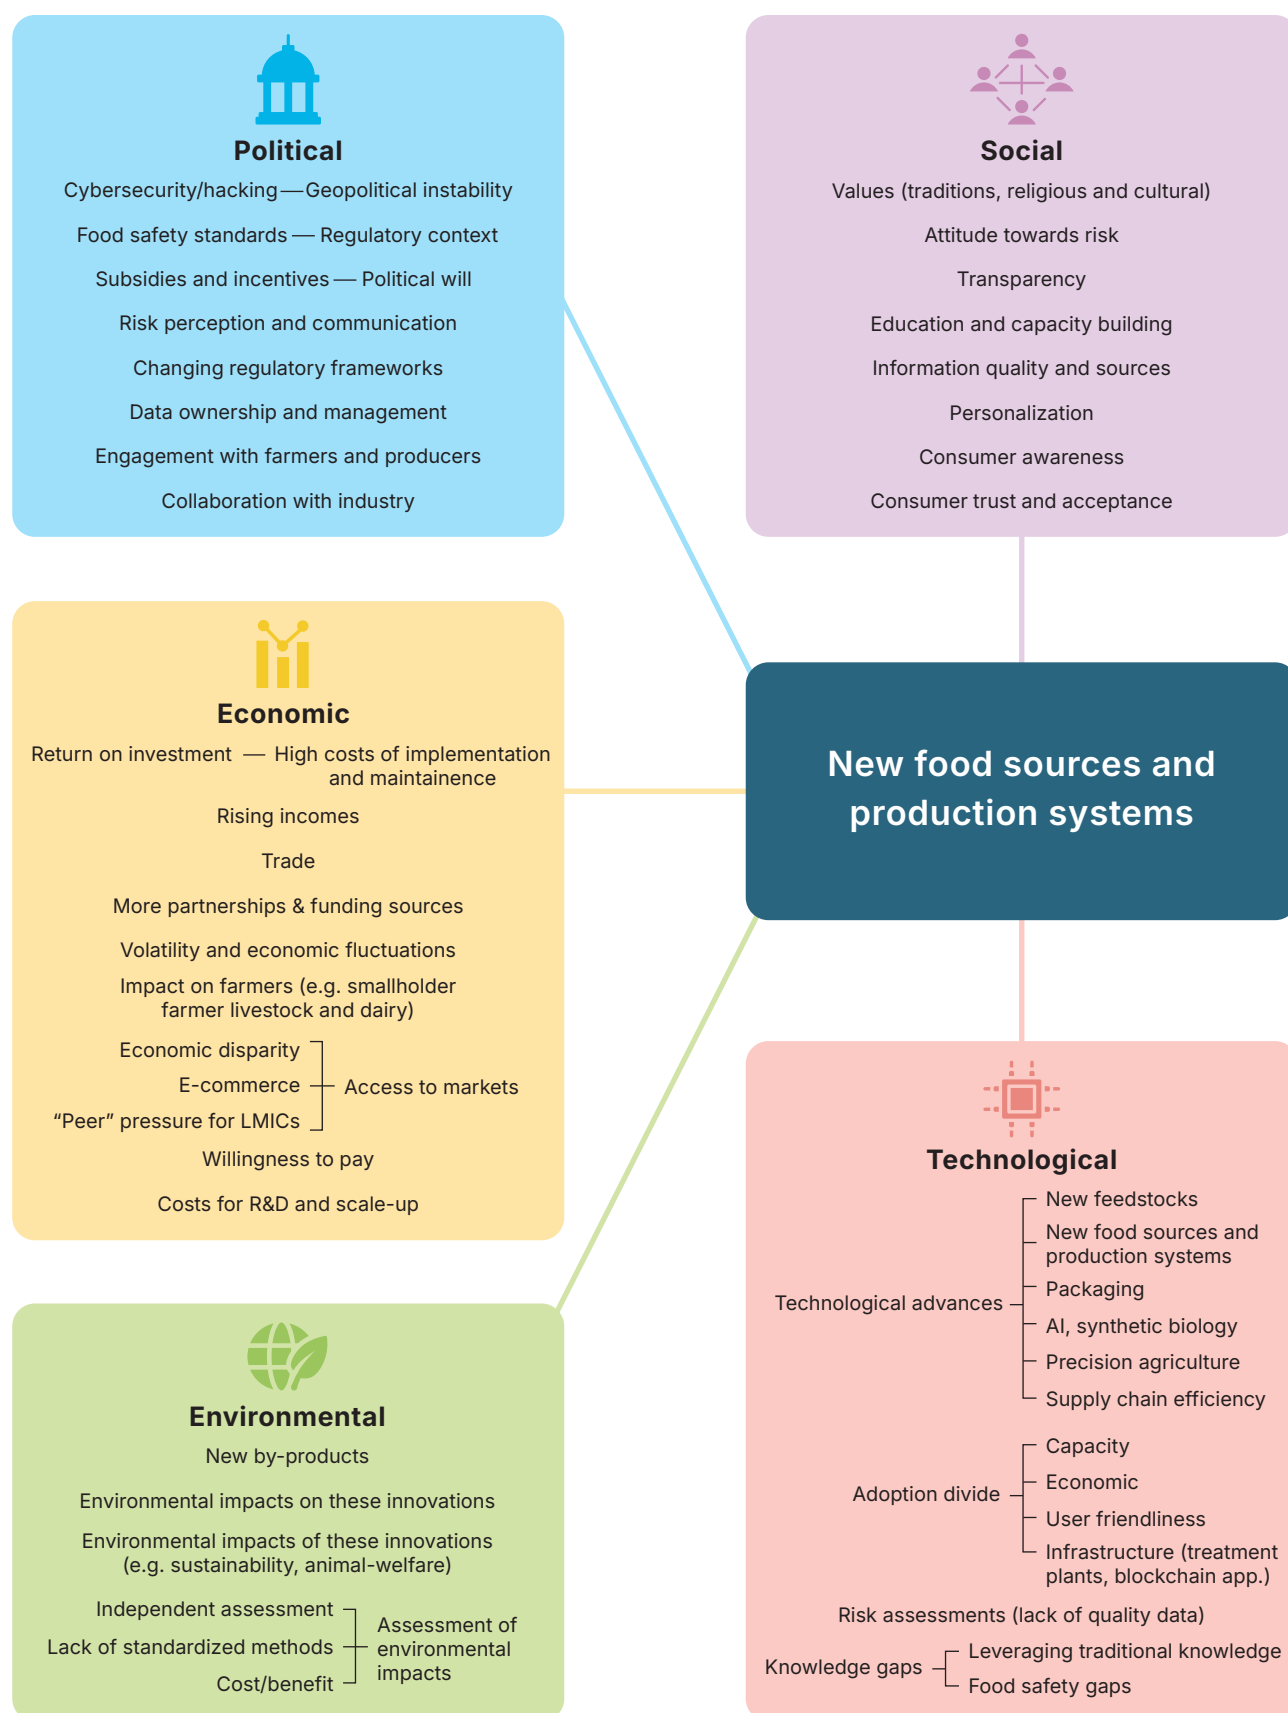 Political
Cybersecurity/hacking — Geopolitical instability
Food safety standards — Regulatory context
Subsidies and incentives — Political will
Risk perception and communication
Changing regulatory frameworks
Data ownership and management
Engagement with farmers and producers
Collaboration with industry
Social
Values (traditions, religious and cultural)
Attitude towards risk
Transparency
Education and capacity building
Information quality and sources
Personalization
Consumer awareness
Consumer trust and acceptance
Economic
Return on investment — High costs of implementation
and maintainence
Rising incomes
Trade
More partnerships & funding sources
Volatility and economic fluctuations
Impact on farmers (e.g. smallholder
farmer livestock and dairy)
Economic disparity
E-commerce
“Peer” pressure for LMICs
Access to markets
Willingness to pay
Costs for R&D and scale-up
New food sources and
production systems
Environmental
New by-products
Environmental impacts on these innovations
Environmental impacts of these innovations
(e.g. sustainability, animal-welfare)
Independent assessment
Lack of standardized methods
Cost/benefit
Assessment of
environmental
impacts
Technological
Technological advances
New feedstocks
New food sources and
production systems
Packaging
AI, synthetic biology
Precision agriculture
Supply chain efficiency
Adoption divide
Capacity
Economic
User friendliness
Infrastructure (treatment
plants, blockchain app.)
Risk assessments (lack of quality data)
Knowledge gaps
Leveraging traditional knowledge
Food safety gaps